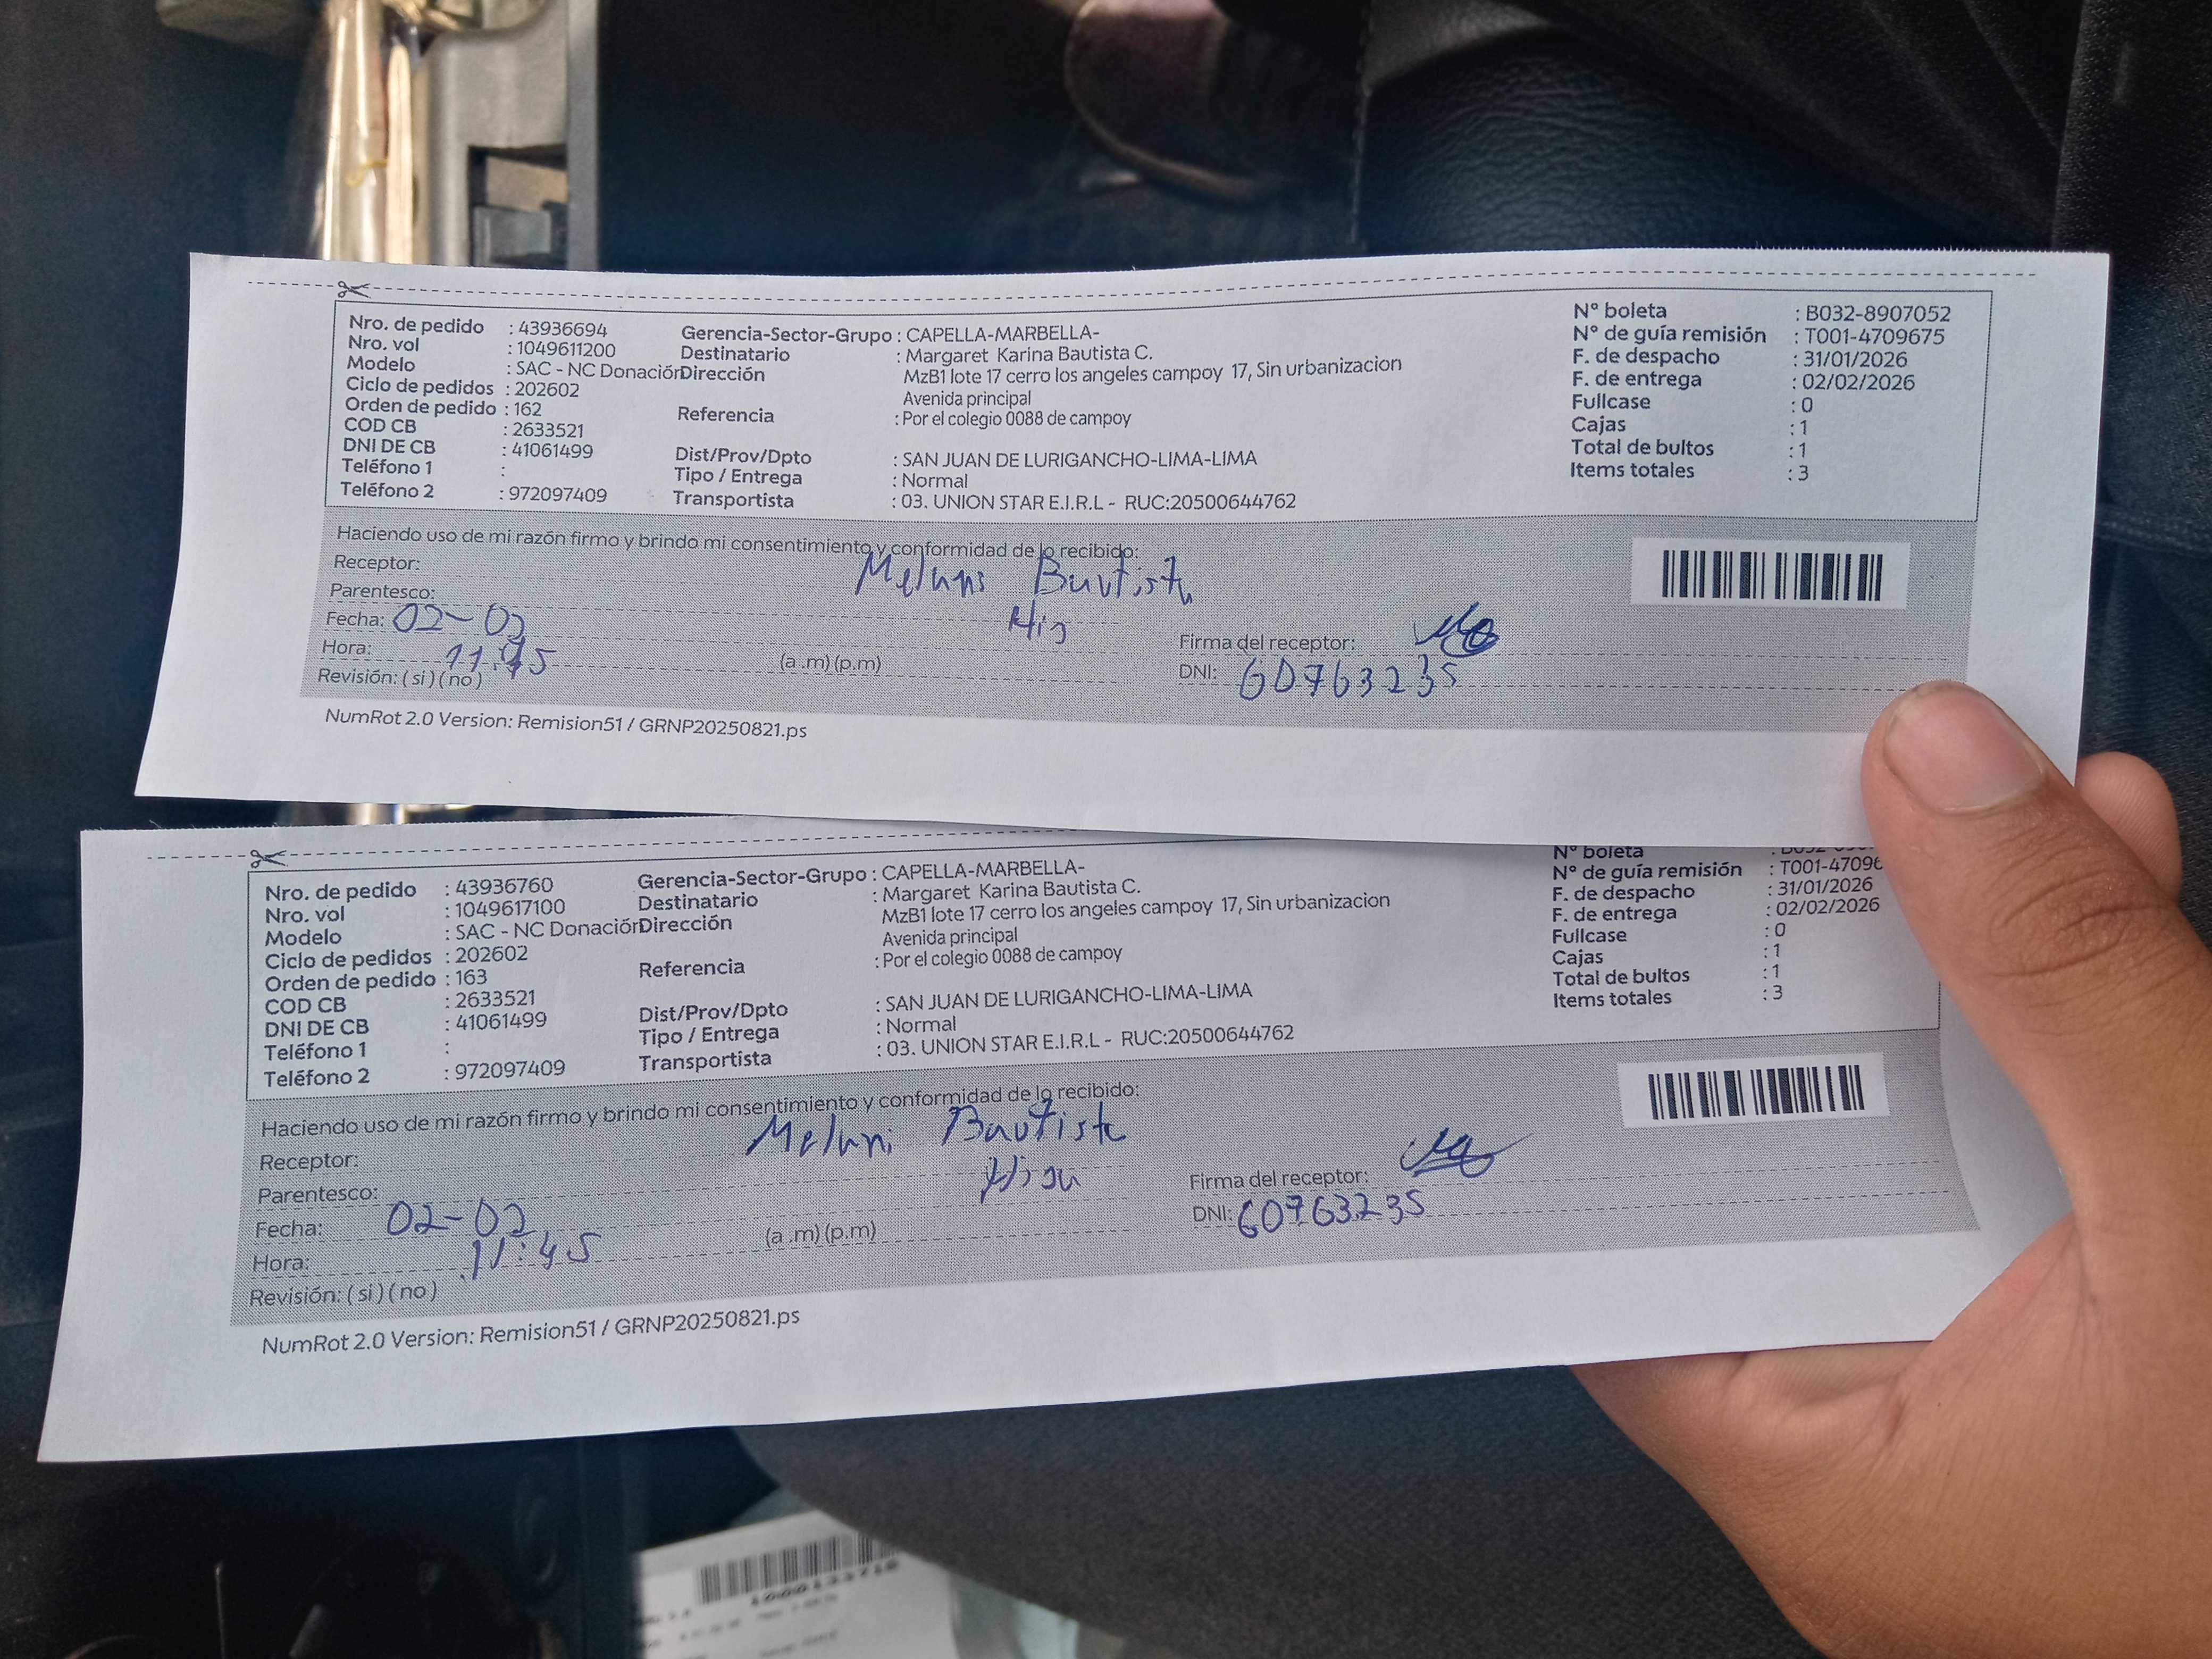 Nro. de pedido : 43936694
Nro. vol : 1049611200
Modelo : SAC - NC Donación
Ciclo de pedidos : 202602
Orden de pedido : 162
COD CB : 2633521
DNI DE CB : 41061499
Teléfono 1 :
Teléfono 2 : 972097409
Gerencia-Sector-Grupo : CAPELLA-MARBELLA-
Destinatario : Margaret Karina Bautista C.
Dirección MzB1 lote 17 cerro los angeles campoy 17, Sin urbanizacion
Avenida principal
Referencia : Por el colegio 0088 de campoy
Dist/Prov/Dpto : SAN JUAN DE LURIGANCHO-LIMA-LIMA
Tipo / Entrega : Normal
Transportista : 03. UNION STAR E.I.R.L - RUC:20500644762
N° boleta : B032-8907052
N° de guía remisión : T001-4709675
F. de despacho : 31/01/2026
F. de entrega : 02/02/2026
Fullcase : 0
Cajas : 1
Total de bultos : 1
Items totales : 3
Haciendo uso de mi razón firmo y brindo mi consentimiento y conformidad de lo recibido:
Receptor: Melani Bautista
Parentesco:
Fecha: 02-02
Hora: 11:45 (a .m) (p.m)
Revisión: ( si ) ( no )
Firma del receptor:
DNI: 60763235
NumRot 2.0 Version: Remision51 / GRNP20250821.ps
Nro. de pedido : 43936760
Nro. vol : 1049617100
Modelo : SAC - NC Donación
Ciclo de pedidos : 202602
Orden de pedido : 163
COD CB : 2633521
DNI DE CB : 41061499
Teléfono 1 :
Teléfono 2 : 972097409
Gerencia-Sector-Grupo : CAPELLA-MARBELLA-
Destinatario : Margaret Karina Bautista C.
Dirección MzB1 lote 17 cerro los angeles campoy 17, Sin urbanizacion
Avenida principal
Referencia : Por el colegio 0088 de campoy
Dist/Prov/Dpto : SAN JUAN DE LURIGANCHO-LIMA-LIMA
Tipo / Entrega : Normal
Transportista : 03. UNION STAR E.I.R.L - RUC:20500644762
N° boleta
N° de guía remisión : T001-4709
F. de despacho : 31/01/2026
F. de entrega : 02/02/2026
Fullcase : 0
Cajas : 1
Total de bultos : 1
Items totales : 3
Haciendo uso de mi razón firmo y brindo mi consentimiento y conformidad de lo recibido:
Receptor: Melani Bautista
Parentesco: Hija
Fecha: 02-02
Hora: 11:45 (a .m) (p.m)
Revisión: ( si ) ( no )
Firma del receptor:
DNI: 60763235
NumRot 2.0 Version: Remision51 / GRNP20250821.ps